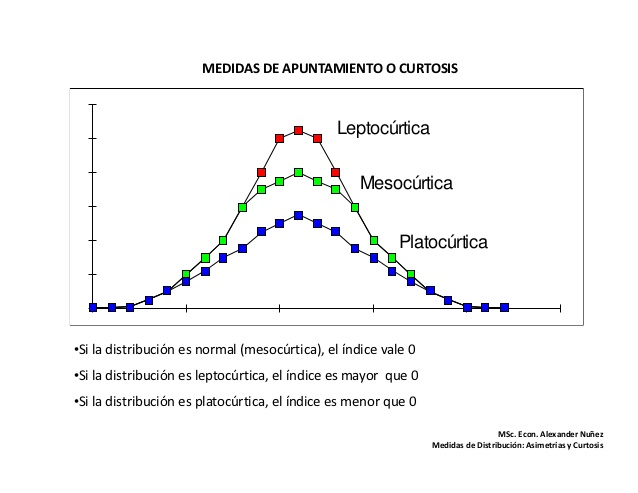 MEDIDAS DE APUNTAMIENTO O CURTOSIS
Leptocúrtica
Mesocúrtica
Platocúrtica
•Si la distribución es normal (mesocúrtica), el índice vale 0
•Si la distribución es leptocúrtica, el índice es mayor que 0
•Si la distribución es platocúrtica, el índice es menor que 0
MSc. Econ. Alexander Nuñez
Medidas de Distribución: Asimetrías y Curtosis